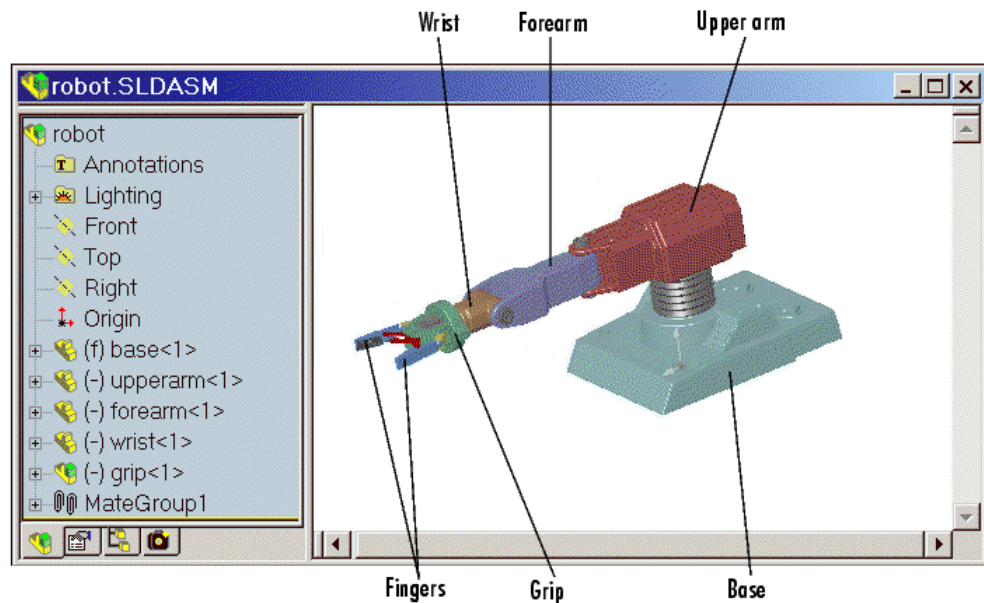 Wrist
Forearm
Upper arm
robot.SLDASM
robot
Annotations
Lighting
Front
Top
Right
Origin
(f) base<1>
(-) upperarm<1>
(-) forearm<1>
(-) wrist<1>
(-) grip<1>
MateGroup1
Fingers
Grip
Base